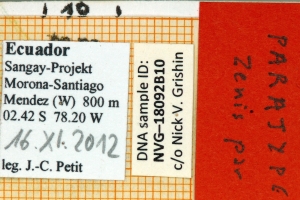 10
Ecuador
Sangay-Projekt
Morona-Santiago
Mendez (W) 800 m
02.42 S 78.20 W
16.XI.2012
leg. J.-C. Petit
DNA sample ID:
NVG-18092B10
c/o Nick V. Grishin
PARATYPE
Zenis par